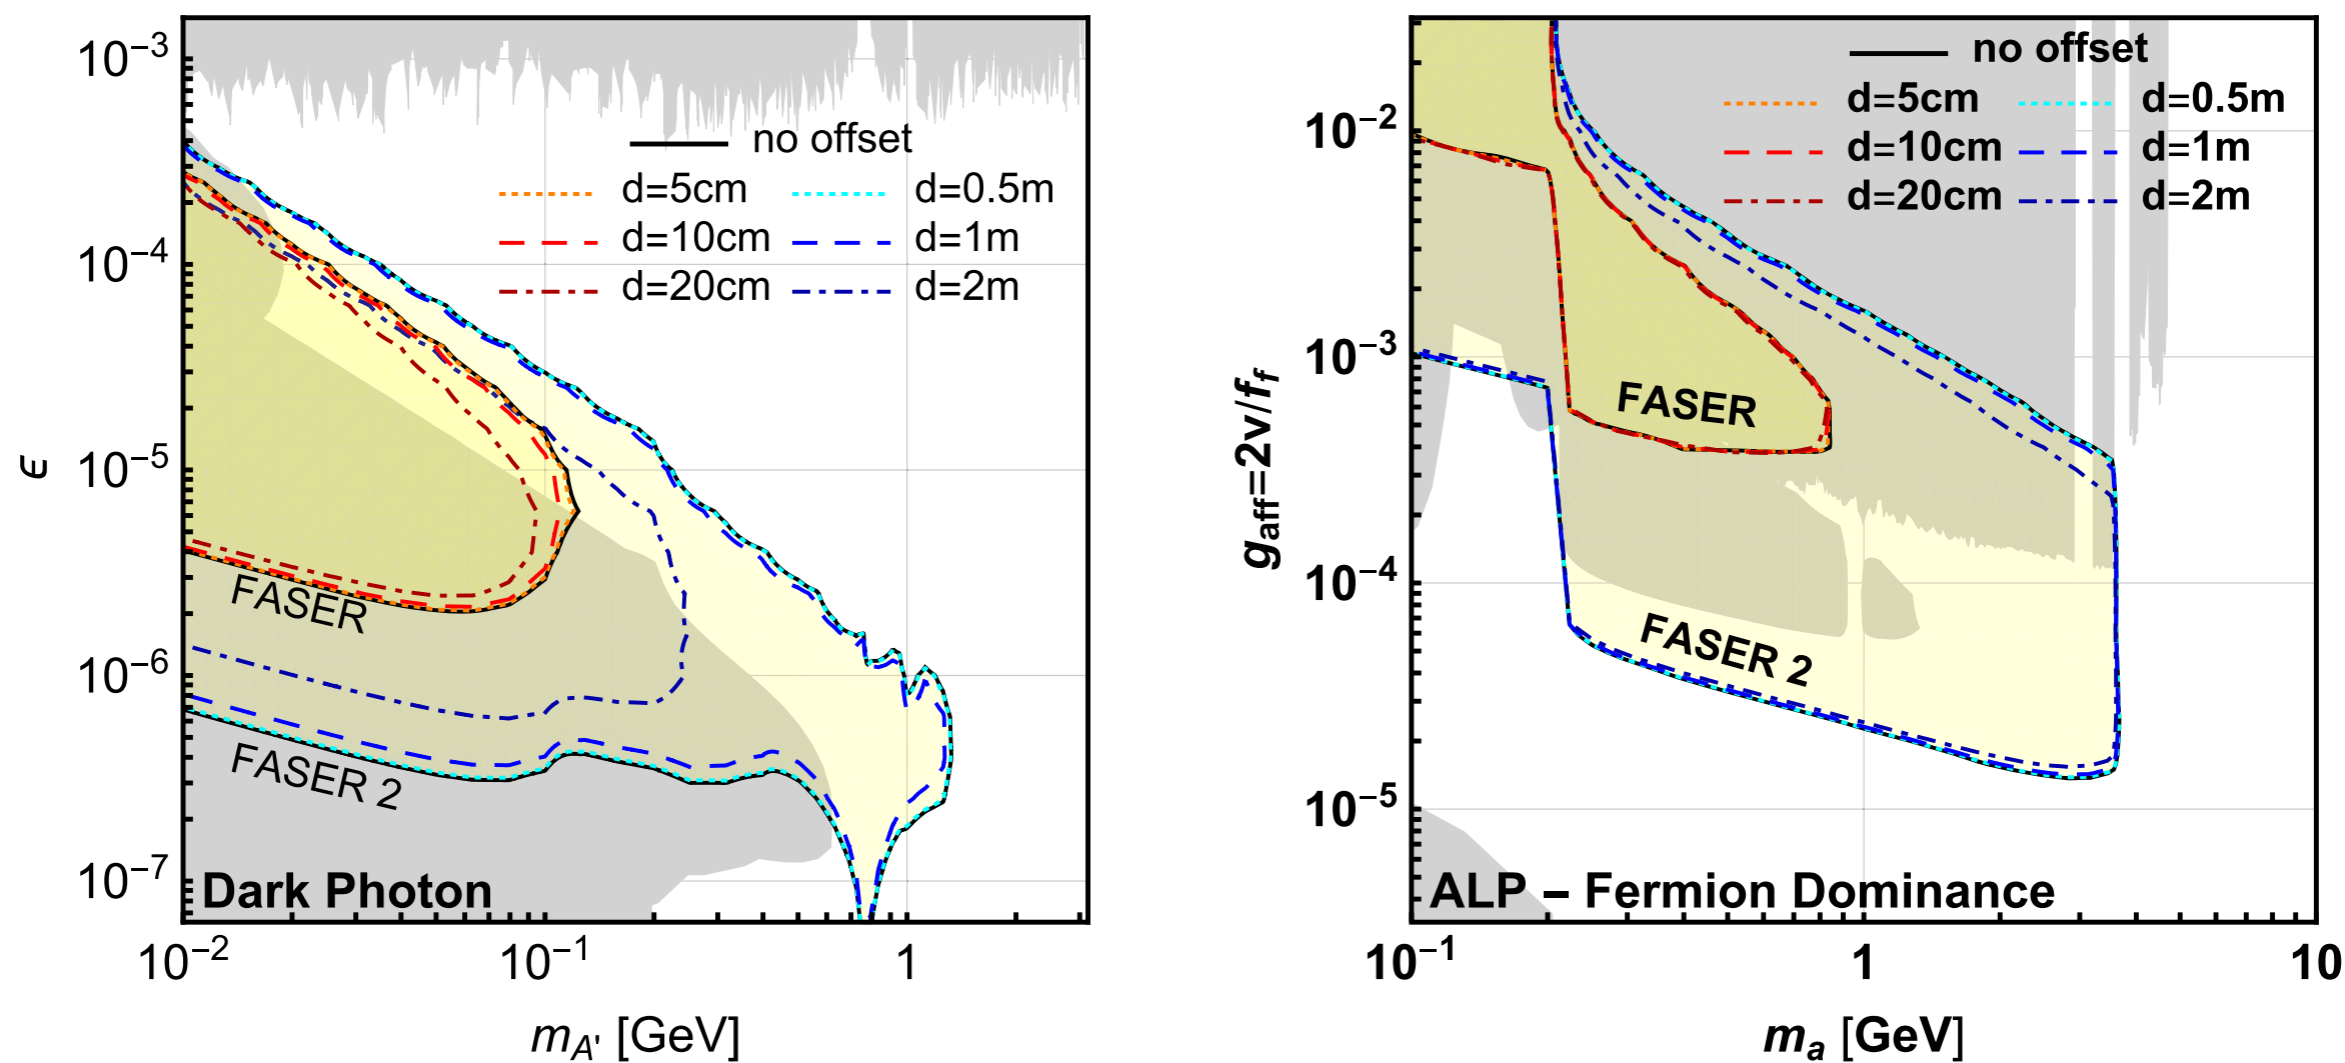 10⁻³
10⁻⁴
10⁻⁵
10⁻⁶
10⁻⁷
ϵ
no offset
d=5cm d=0.5m
d=10cm d=1m
d=20cm d=2m
FASER
FASER 2
Dark Photon
10⁻² 10⁻¹ 1
m_A' [GeV]
10⁻²
10⁻³
10⁻⁴
10⁻⁵
g_aff=2v/f_f
no offset
d=5cm d=0.5m
d=10cm d=1m
d=20cm d=2m
FASER
FASER 2
ALP – Fermion Dominance
10⁻¹ 1 10
m_a [GeV]